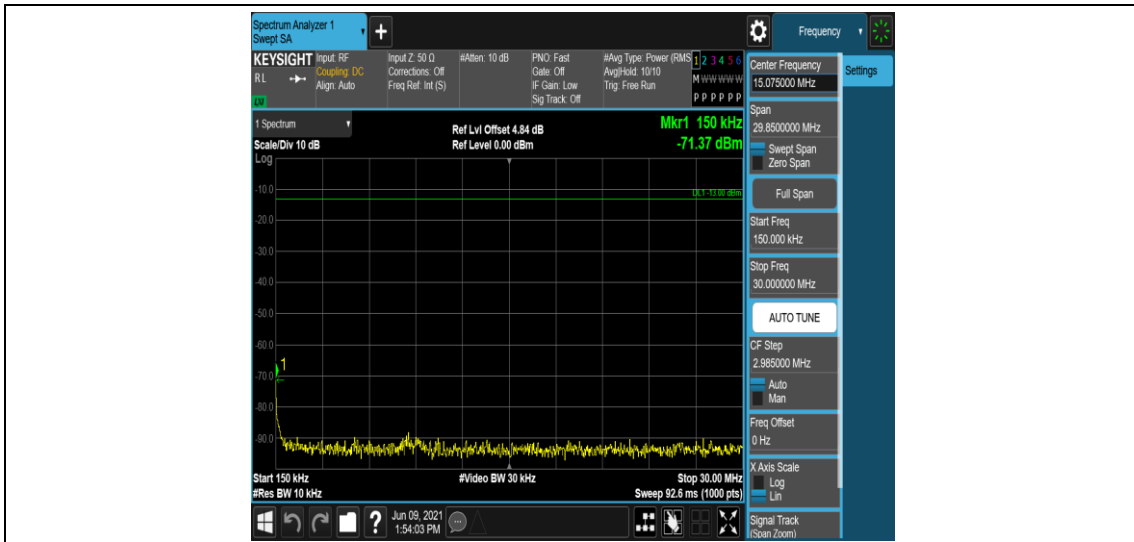 Spectrum Analyzer 1
Swept SA
+
Frequency
KEYSIGHT
RL
LXI
Input: RF
Coupling: DC
Align: Auto
Input Z: 50 Ω
Corrections: Off
Freq Ref: Int (S)
#Atten: 10 dB
PNO: Fast
Gate: Off
IF Gain: Low
Sig Track: Off
#Avg Type: Power (RMS
Avg|Hold: 10/10
Trig: Free Run
1 2 3 4 5 6
M W W W W W
P P P P P P
1 Spectrum
Scale/Div 10 dB
Ref Lvl Offset 4.84 dB
Ref Level 0.00 dBm
Mkr1 150 kHz
-71.37 dBm
Log
DL1 -13.00 dBm
-10.0
-20.0
-30.0
-40.0
-50.0
-60.0
1
-70.0
-80.0
-90.0
Start 150 kHz
#Res BW 10 kHz
#Video BW 30 kHz
Stop 30.00 MHz
Sweep 92.6 ms (1000 pts)
?
Jun 09, 2021
1:54:03 PM
Center Frequency
15.075000 MHz
Settings
Span
29.8500000 MHz
Swept Span
Zero Span
Full Span
Start Freq
150.000 kHz
Stop Freq
30.000000 MHz
AUTO TUNE
CF Step
2.985000 MHz
Auto
Man
Freq Offset
0 Hz
X Axis Scale
Log
Lin
Signal Track
(Span Zoom)